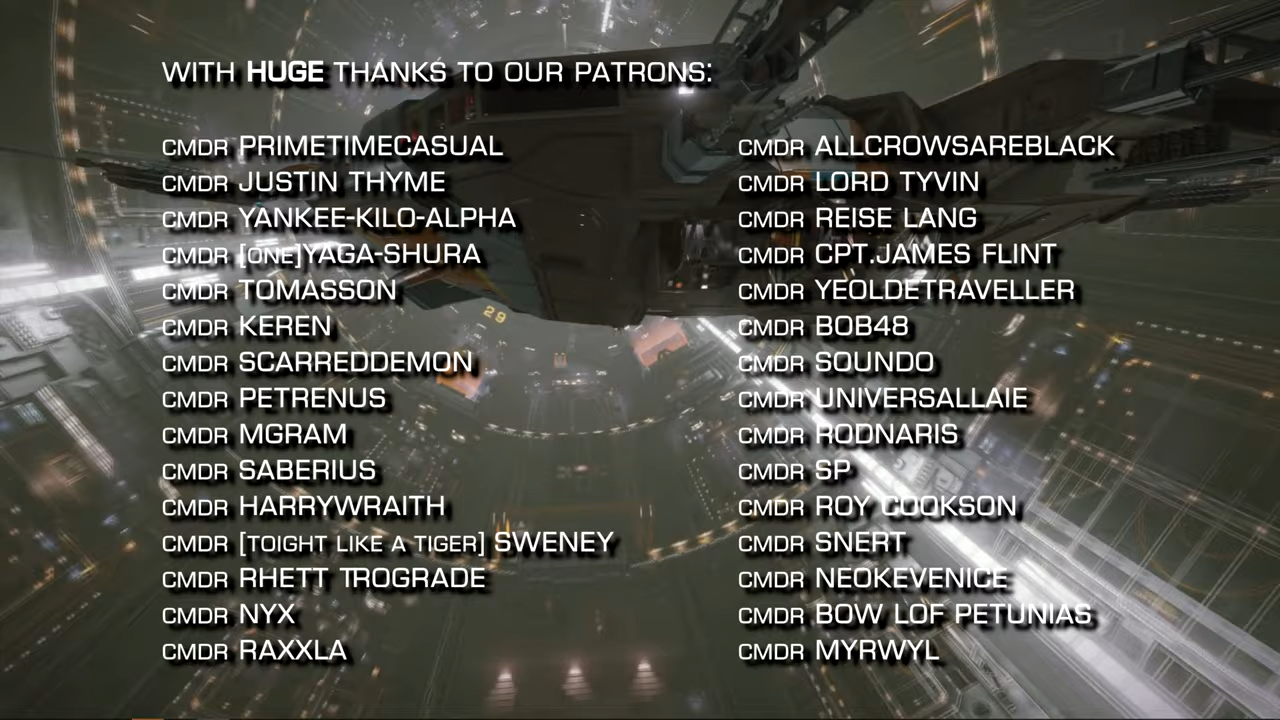 WITH HUGE THANKS TO OUR PATRONS:
CMDR PRIMETIMECASUAL
CMDR JUSTIN THYME
CMDR YANKEE-KILO-ALPHA
CMDR [ONE]YAGA-SHURA
CMDR TOMASSON
CMDR KEREN
CMDR SCARREDDEMON
CMDR PETRENUS
CMDR MGRAM
CMDR SABERIUS
CMDR HARRYWRAITH
CMDR [TOIGHT LIKE A TIGER] SWENEY
CMDR RHETT TROGRADE
CMDR NYX
CMDR RAXXLA
CMDR ALLCROWSAREBLACK
CMDR LORD TYVIN
CMDR REISE LANG
CMDR CPT.JAMES FLINT
CMDR YEOLDETRAVELLER
CMDR BOB48
CMDR SOUNDO
CMDR UNIVERSALLAIE
CMDR RODNARIS
CMDR SP
CMDR ROY COOKSON
CMDR SNERT
CMDR NEOKEVENICE
CMDR BOW LOF PETUNIAS
CMDR MYRWYL
29